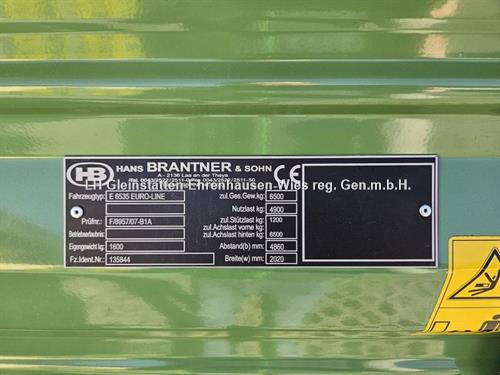 HB HANS BRANTNER & SOHN CE
A - 2136 Laa an der Thaya
LH Gleinstätten Ehrenhausen-Wies reg. Gen.m.b.H.
Fahrzeugtyp: E 6535 EURO-LINE
Prüfnr.: F/8957/07-B1A
Betriebserlaubnis:
Eigengewicht kg: 1600
Fz.Ident.Nr.: 135844
zul.Ges.Gew.kg: 6500
Nutzlast kg: 4900
zul.Stützlast kg: 1200
zul.Achslast vorne kg:
zul.Achslast hinten kg: 6500
Abstand(b) mm: 4860
Breite(w) mm: 2020